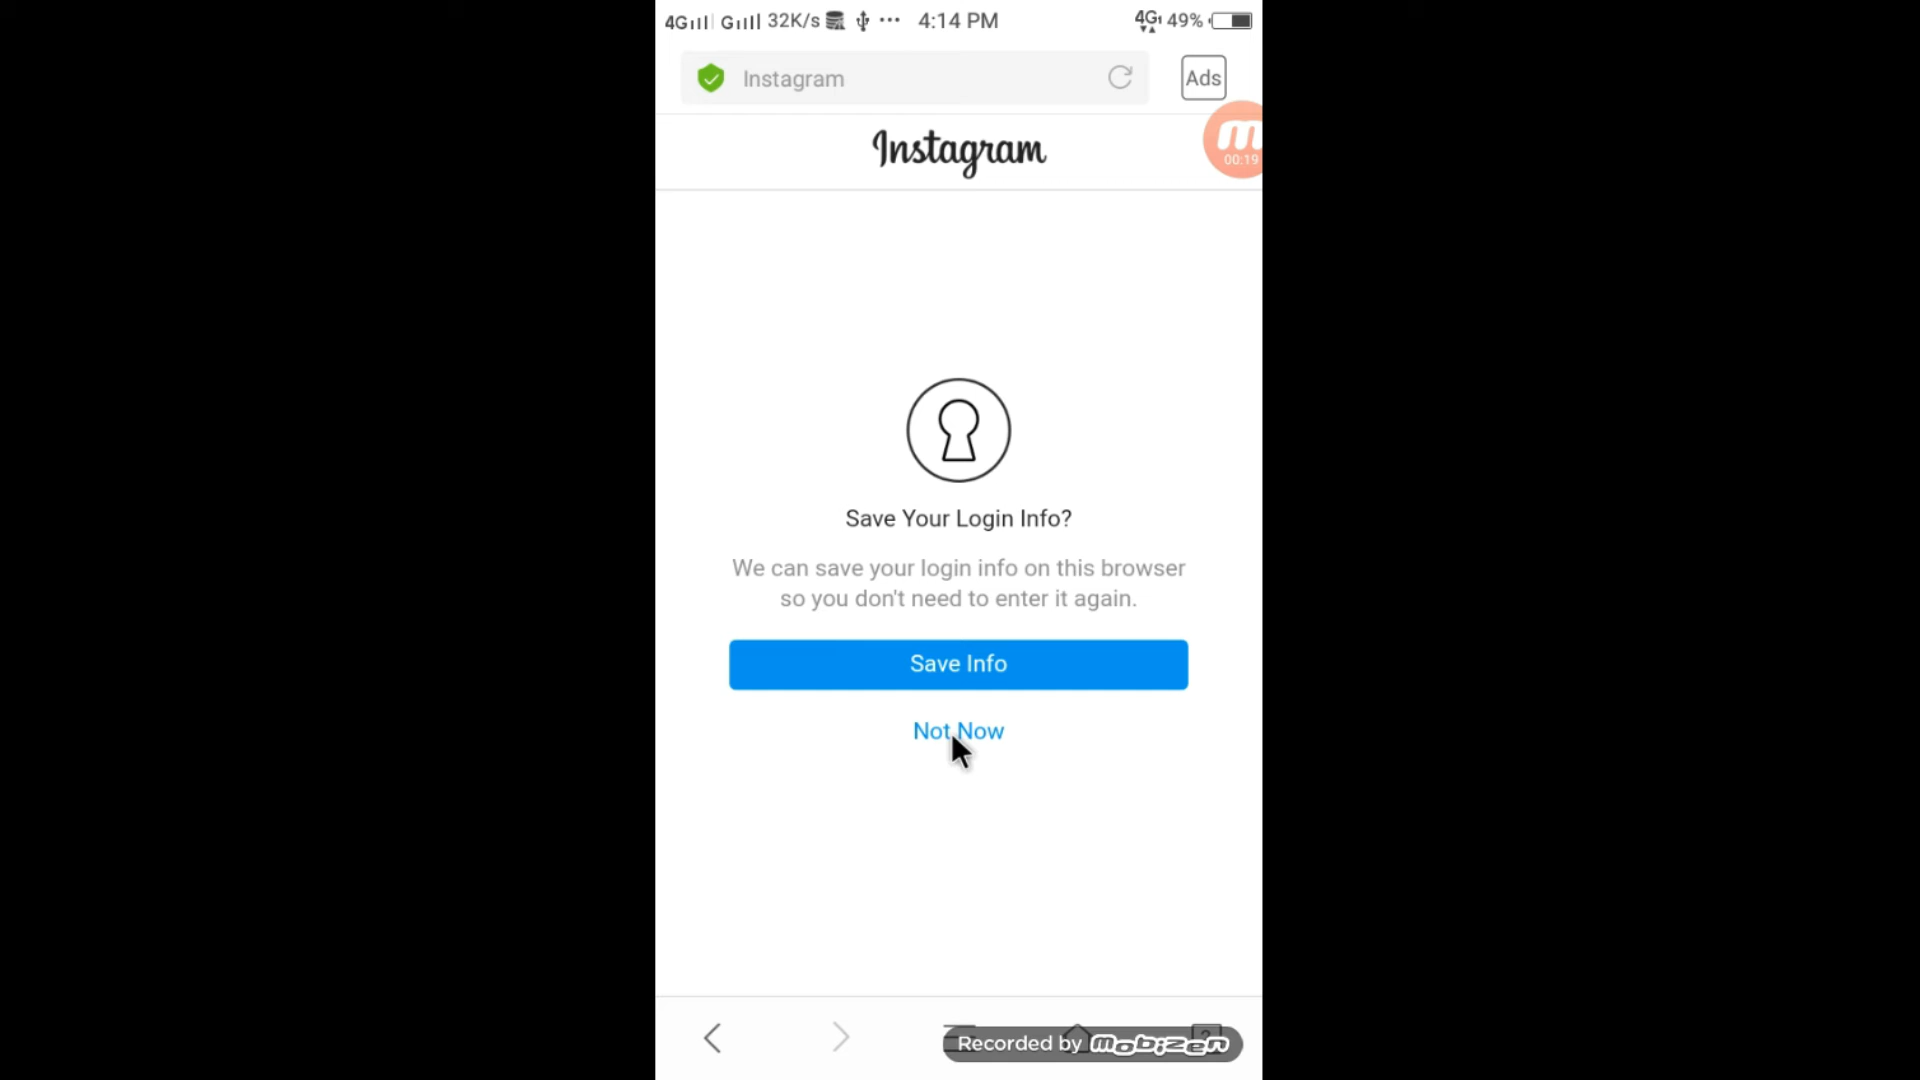 4G G 32K/s ... 4:14 PM 4G 49%
Instagram Ads
Instagram
00:19
Save Your Login Info?
We can save your login info on this browser
so you don't need to enter it again.
Save Info
Not Now
Recorded by mobizen